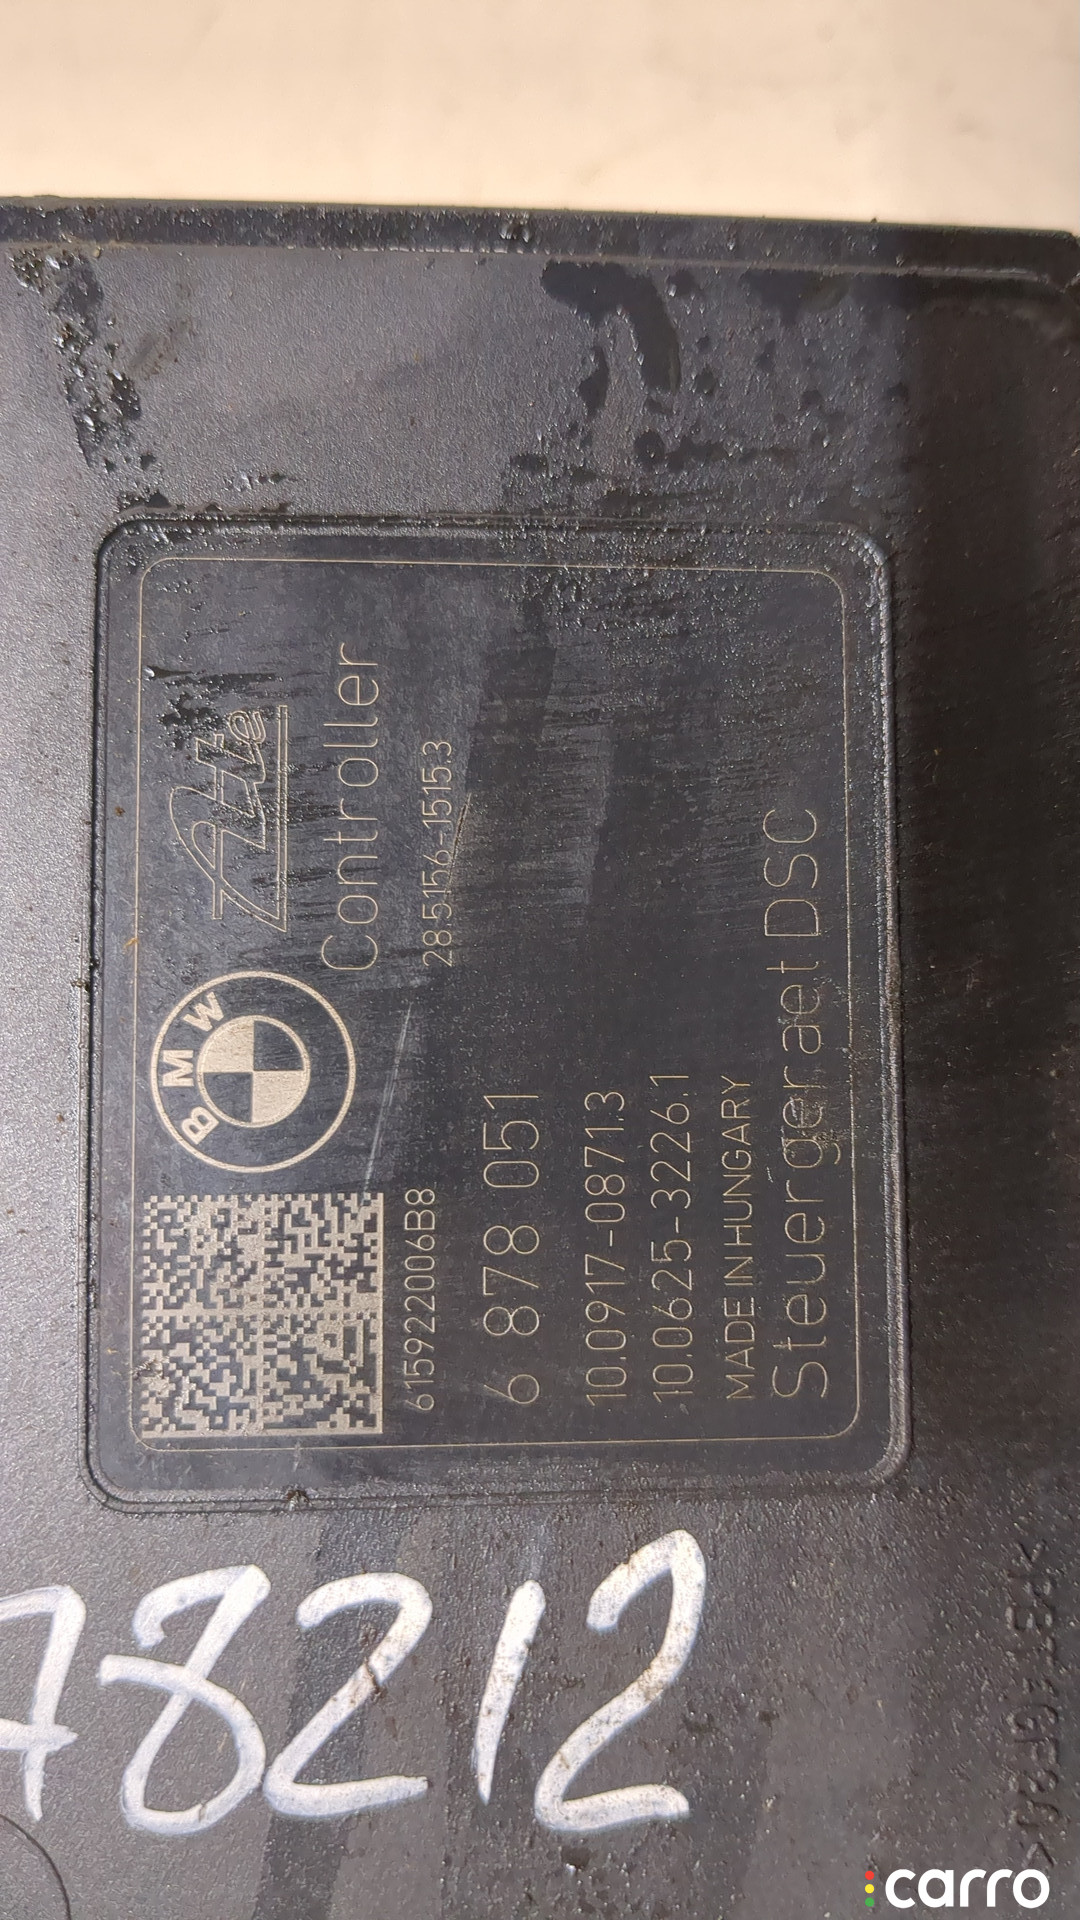 BMW
Ate
Controller
615922006B8
28.5156-1515.3
6 878 051
10.0917-0871.3
10.0625-3226.1
MADE IN HUNGARY
Steuergeraet DSC
78212
carro